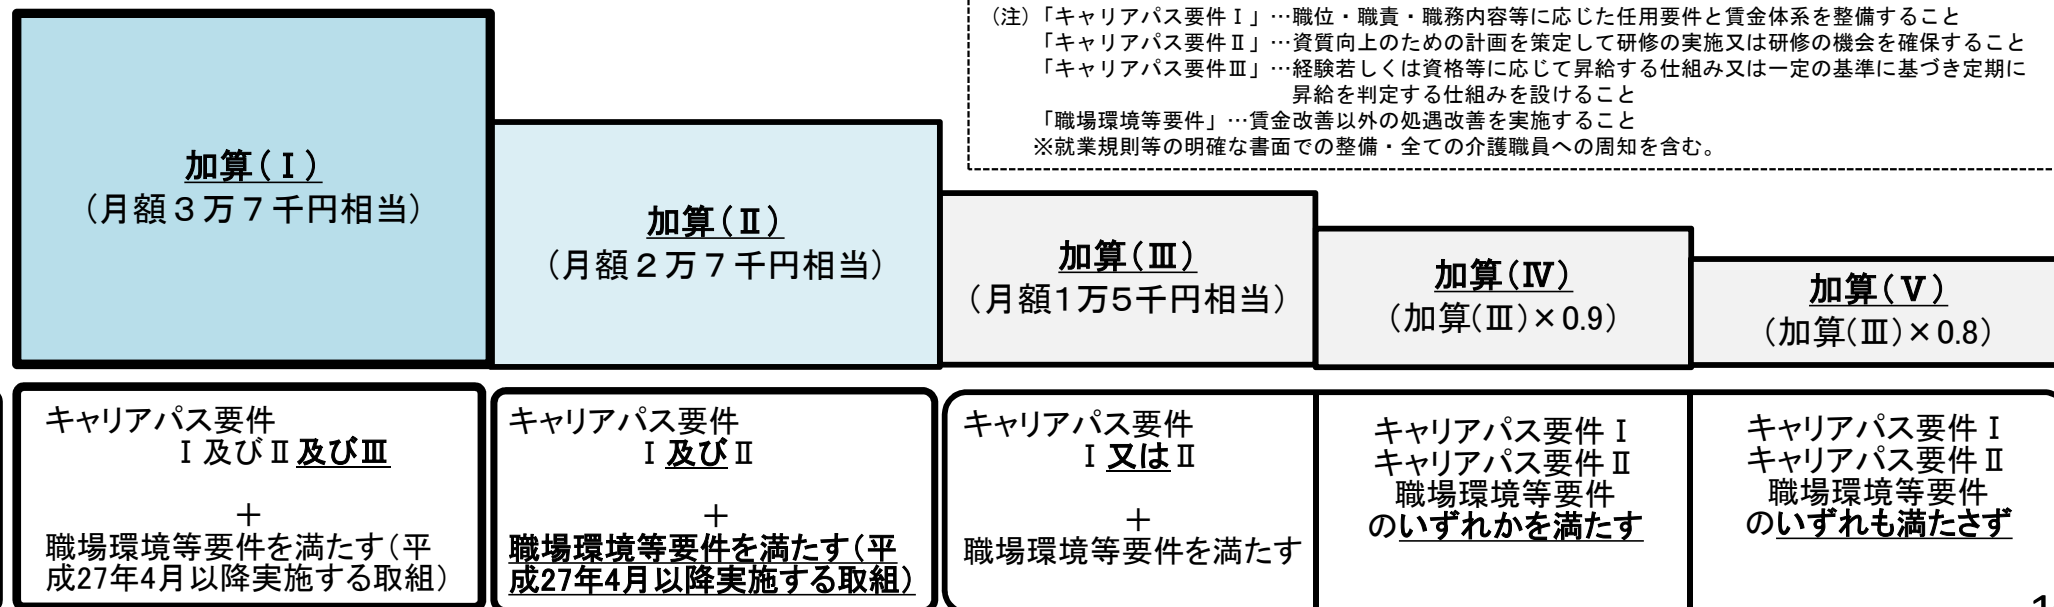 (注)「キャリアパス要件Ⅰ」…職位・職責・職務内容等に応じた任用要件と賃金体系を整備すること
「キャリアパス要件Ⅱ」…資質向上のための計画を策定して研修の実施又は研修の機会を確保すること
「キャリアパス要件Ⅲ」…経験若しくは資格等に応じて昇給する仕組み又は一定の基準に基づき定期に
昇給を判定する仕組みを設けること
「職場環境等要件」…賃金改善以外の処遇改善を実施すること
※就業規則等の明確な書面での整備・全ての介護職員への周知を含む。
加算(Ⅰ)
(月額3万7千円相当)
加算(Ⅱ)
(月額2万7千円相当)
加算(Ⅲ)
(月額1万5千円相当)
加算(Ⅳ)
(加算(Ⅲ)×0.9)
加算(Ⅴ)
(加算(Ⅲ)×0.8)
キャリアパス要件
Ⅰ及びⅡ及びⅢ
+
職場環境等要件を満たす(平
成27年4月以降実施する取組)
キャリアパス要件
Ⅰ及びⅡ
+
職場環境等要件を満たす(平
成27年4月以降実施する取組)
キャリアパス要件
Ⅰ又はⅡ
+
職場環境等要件を満たす
キャリアパス要件Ⅰ
キャリアパス要件Ⅱ
職場環境等要件
のいずれかを満たす
キャリアパス要件Ⅰ
キャリアパス要件Ⅱ
職場環境等要件
のいずれも満たさず